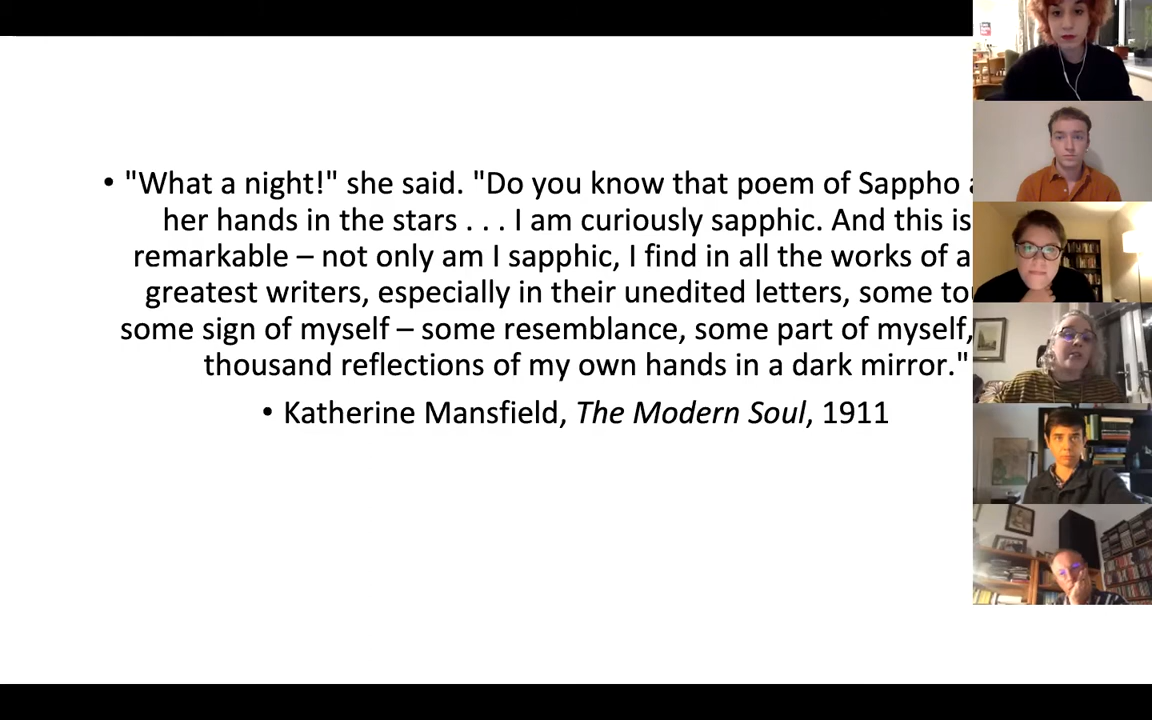 • "What a night!" she said. "Do you know that poem of Sappho
her hands in the stars . . . I am curiously sapphic. And this is
remarkable – not only am I sapphic, I find in all the works of
greatest writers, especially in their unedited letters, some
some sign of myself – some resemblance, some part of myself,
thousand reflections of my own hands in a dark mirror."
• Katherine Mansfield, The Modern Soul, 1911